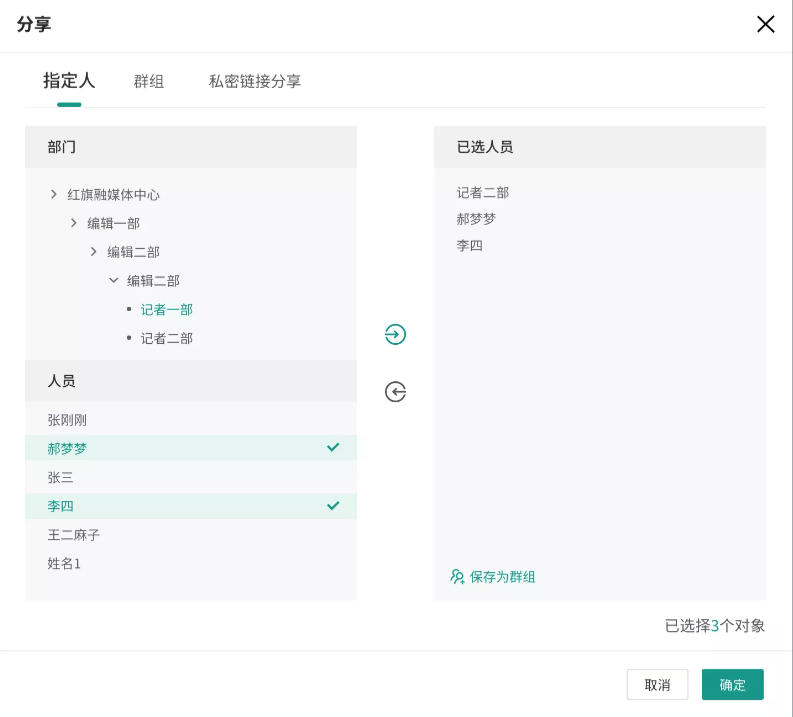 分享
指定人
群组
私密链接分享
部门
红旗融媒体中心
编辑一部
编辑二部
编辑二部
记者一部
记者二部
人员
张刚刚
郝梦梦
张三
李四
王二麻子
姓名1
已选人员
记者二部
郝梦梦
李四
保存为群组
已选择3个对象
取消
确定